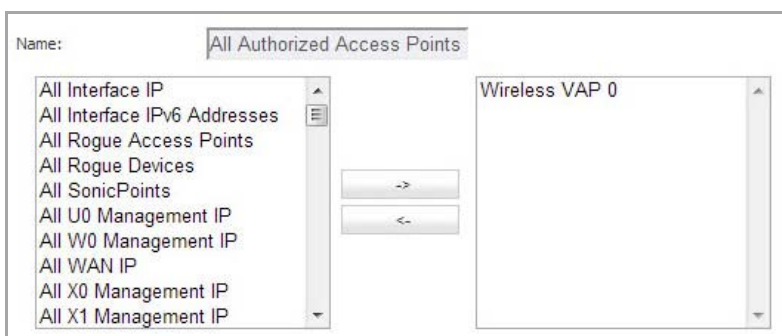 Name: All Authorized Access Points
All Interface IP
All Interface IPv6 Addresses
All Rogue Access Points
All Rogue Devices
All SonicPoints
All U0 Management IP
All W0 Management IP
All WAN IP
All X0 Management IP
All X1 Management IP
->
<-
Wireless VAP 0